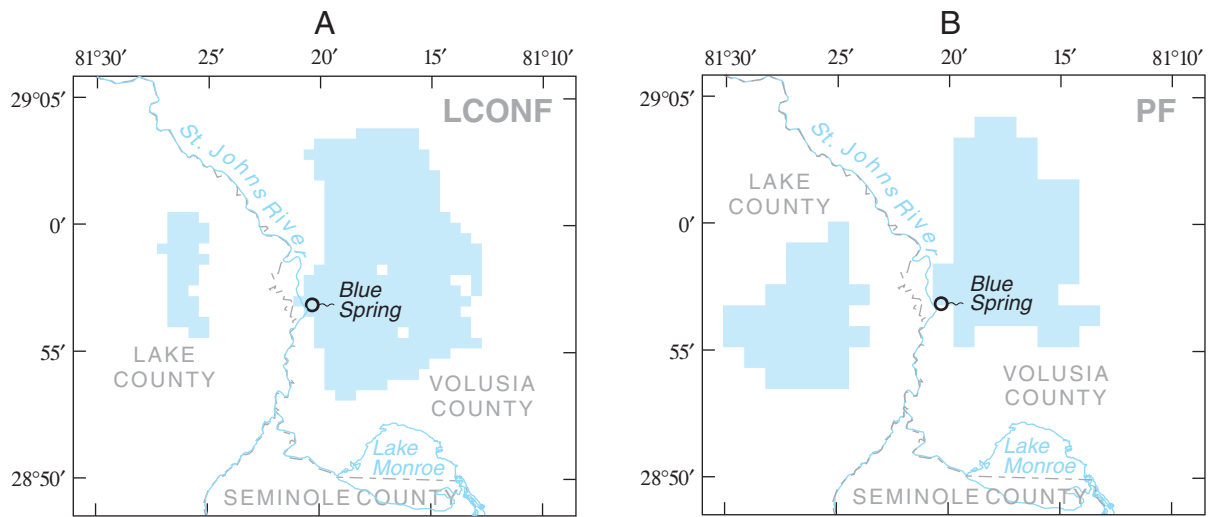 A
81°30′ 25′ 20′ 15′ 81°10′
29°05′
LCONF
St. Johns River
0′
Blue
Spring
55′
LAKE
COUNTY
VOLUSIA
COUNTY
Lake
Monroe
28°50′
SEMINOLE COUNTY
B
81°30′ 25′ 20′ 15′ 81°10′
29°05′
PF
St. Johns River
LAKE
COUNTY
0′
Blue
Spring
55′
VOLUSIA
COUNTY
Lake
Monroe
28°50′
SEMINOLE COUNTY